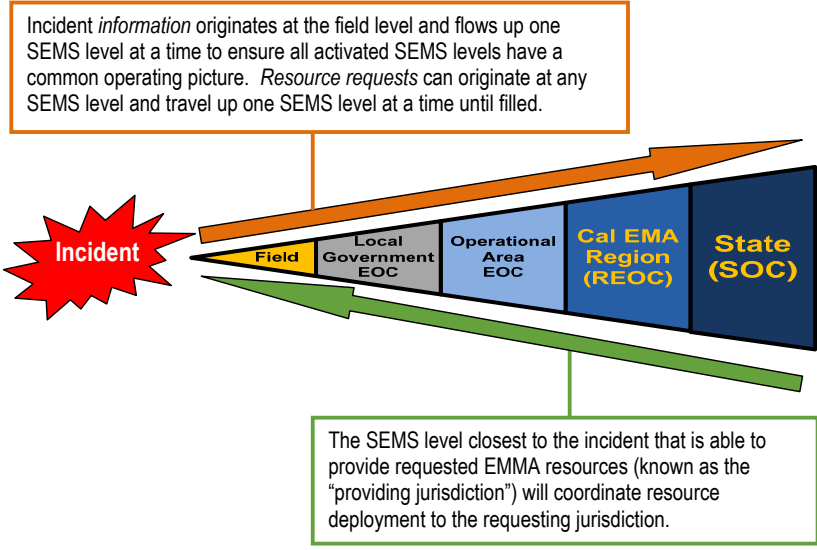 Incident information originates at the field level and flows up one
SEMS level at a time to ensure all activated SEMS levels have a
common operating picture.  Resource requests can originate at any
SEMS level and travel up one SEMS level at a time until filled.
Incident
Field
Local
Government
EOC
Operational
Area
EOC
Cal EMA
Region
(REOC)
State
(SOC)
The SEMS level closest to the incident that is able to
provide requested EMMA resources (known as the
“providing jurisdiction”) will coordinate resource
deployment to the requesting jurisdiction.